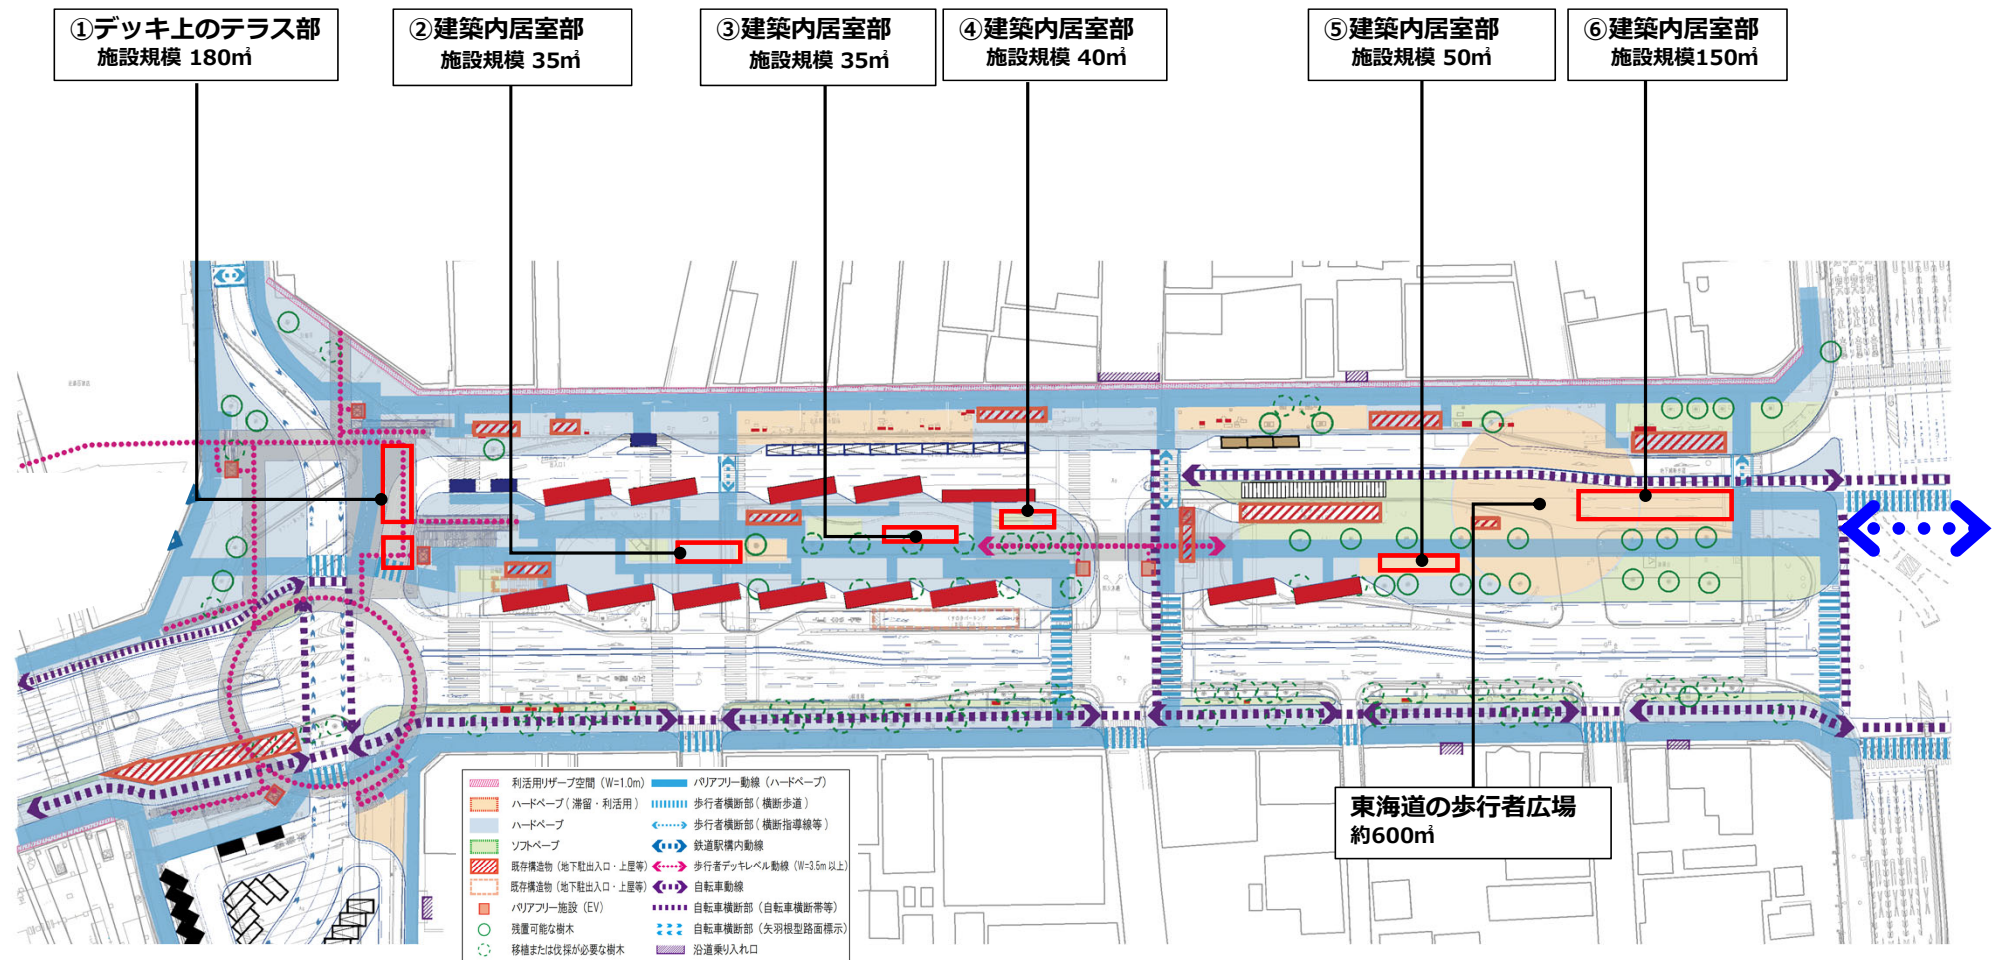 ①デッキ上のテラス部
施設規模 180㎡
②建築内居室部
施設規模 35㎡
③建築内居室部
施設規模 35㎡
④建築内居室部
施設規模 40㎡
⑤建築内居室部
施設規模 50㎡
⑥建築内居室部
施設規模150㎡
東海道の歩行者広場
約600㎡
利活用リザーブ空間（W=1.0m）
ハードペーブ（滞留・利活用）
ハードペーブ
ソフトペーブ
既存構造物（地下駐出入口・上屋等）
既存構造物（地下駐出入口・上屋等）
バリアフリー施設（EV）
残置可能な樹木
移植または伐採が必要な樹木
バリアフリー動線（ハードペーブ）
歩行者横断部（横断歩道）
歩行者横断部（横断指導線等）
鉄道駅構内動線
歩行者デッキレベル動線（W=3.5m以上）
自転車動線
自転車横断部（自転車横断帯等）
自転車横断部（矢羽根型路面標示）
沿道乗り入れ口